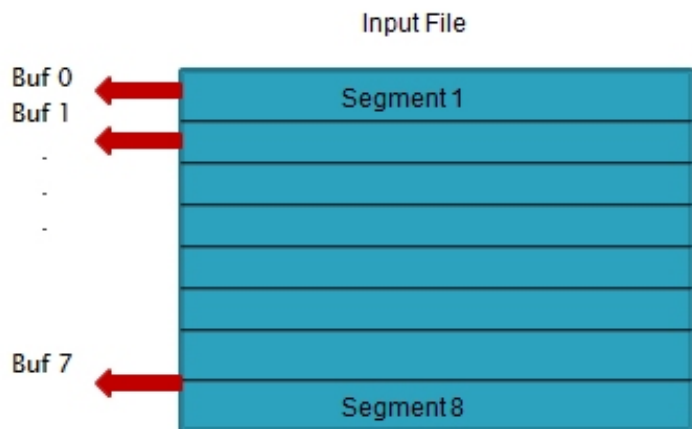 Input File
Buf 0
Segment 1
Buf 1
.
.
.
Buf 7
Segment 8